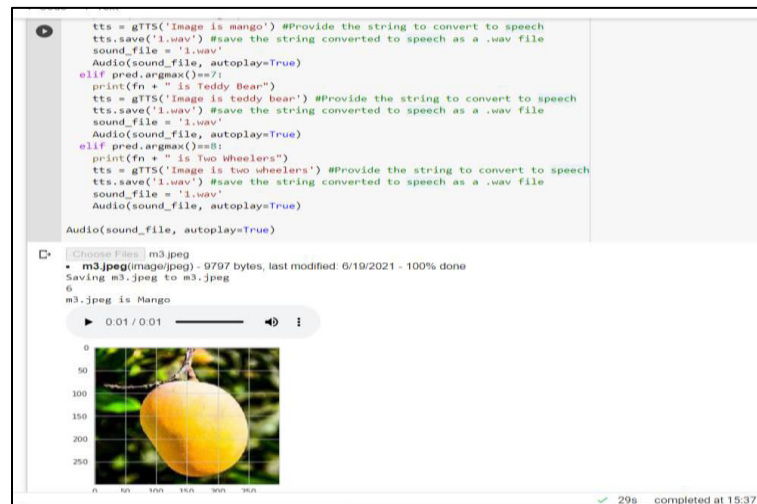 tts = gTTS('Image is mango') #Provide the string to convert to speech
tts.save('1.wav') #save the string converted to speech as a .wav file
sound_file = '1.wav'
Audio(sound_file, autoplay=True)
elif pred.argmax()==7:
print(fn + " is Teddy Bear")
tts = gTTS('Image is teddy bear') #Provide the string to convert to speech
tts.save('1.wav') #save the string converted to speech as a .wav file
sound_file = '1.wav'
Audio(sound_file, autoplay=True)
elif pred.argmax()==8:
print(fn + " is Two Wheelers")
tts = gTTS('Image is two wheelers') #Provide the string to convert to speech
tts.save('1.wav') #save the string converted to speech as a .wav file
sound_file = '1.wav'
Audio(sound_file, autoplay=True)
Audio(sound_file, autoplay=True)
Choose Files m3.jpeg
m3.jpeg(image/jpeg) - 9797 bytes, last modified: 6/19/2021 - 100% done
Saving m3.jpeg to m3.jpeg
6
m3.jpeg is Mango
0:01 / 0:01
0
50
100
150
200
250
0 50 100 150 200 250
29s completed at 15:37